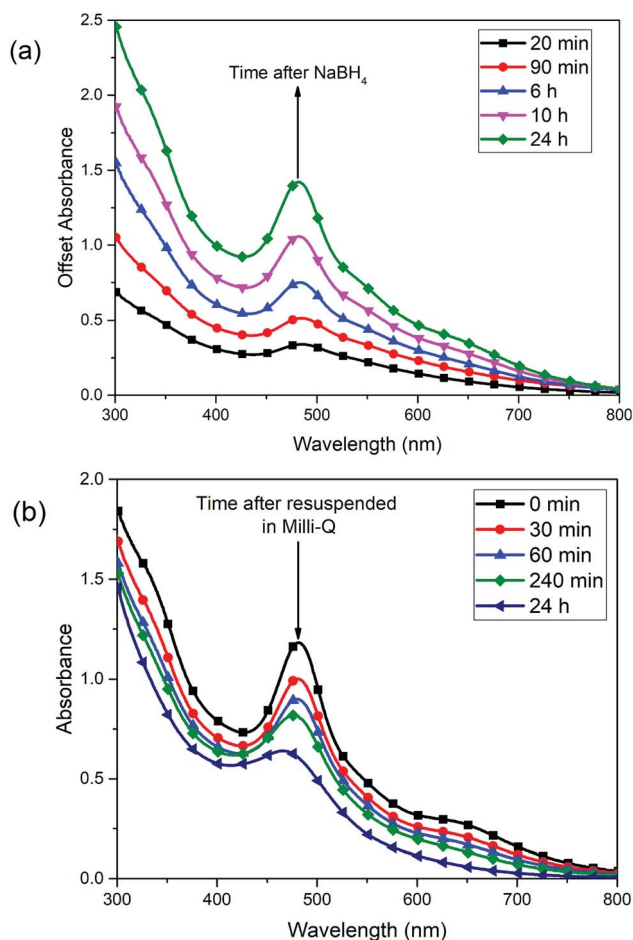 (a)
Time after NaBH₄
20 min
90 min
6 h
10 h
24 h
Offset Absorbance
2.5
2.0
1.5
1.0
0.5
0.0
300 400 500 600 700 800
Wavelength (nm)
(b)
Time after resuspended
in Milli-Q
0 min
30 min
60 min
240 min
24 h
Absorbance
2.0
1.5
1.0
0.5
0.0
300 400 500 600 700 800
Wavelength (nm)